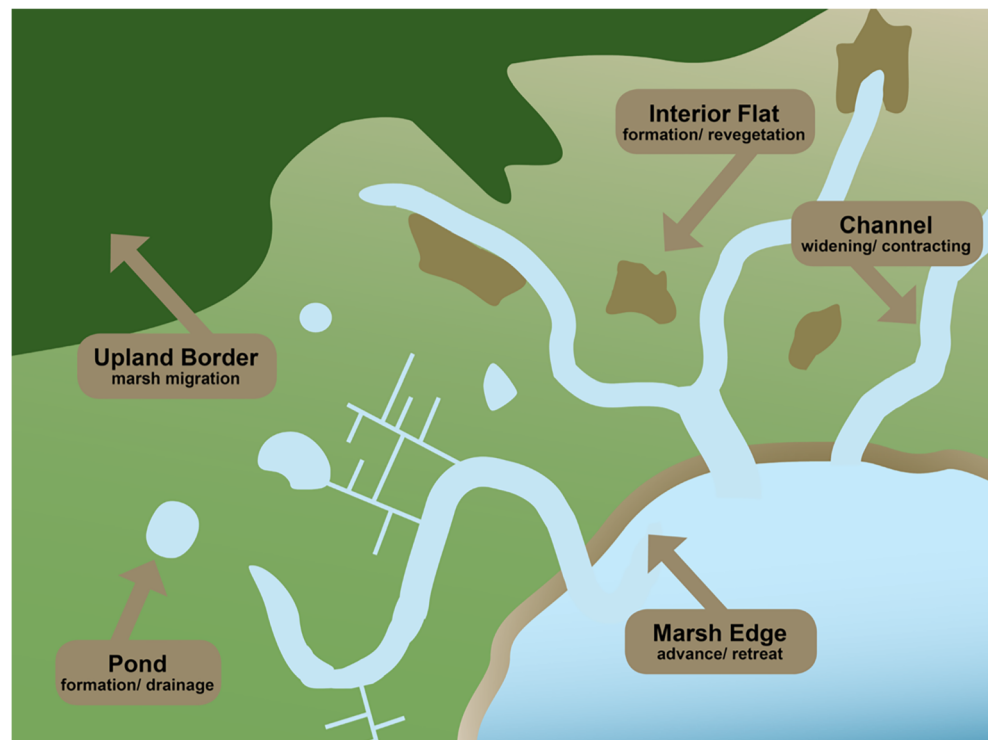 Interior Flat
formation/ revegetation
Channel
widening/ contracting
Upland Border
marsh migration
Marsh Edge
advance/ retreat
Pond
formation/ drainage